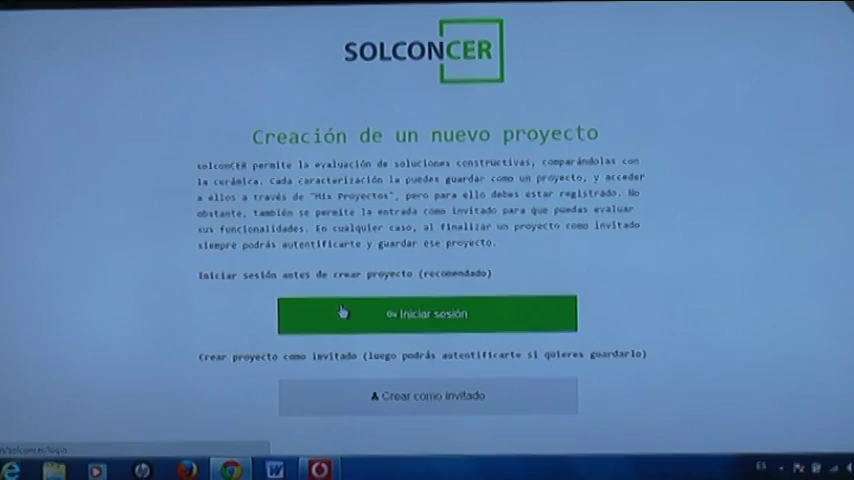 SOLCONCER
Creación de un nuevo proyecto
solconCER permite la evaluación de soluciones constructivas, comparándolas con
la cerámica. Cada caracterización la puedes guardar como un proyecto, y acceder
a ellos a través de "Mis Proyectos", pero para ello debes estar registrado. No
obstante, también se permite la entrada como invitado para que puedas evaluar
sus funcionalidades. En cualquier caso, al finalizar un proyecto como invitado
siempre podrás autentificarte y guardar ese proyecto.
Iniciar sesión antes de crear proyecto (recomendado)
Iniciar sesión
Crear proyecto como invitado (luego podrás autentificarte si quieres guardarlo)
Crear como invitado
/solconcer/login
ES